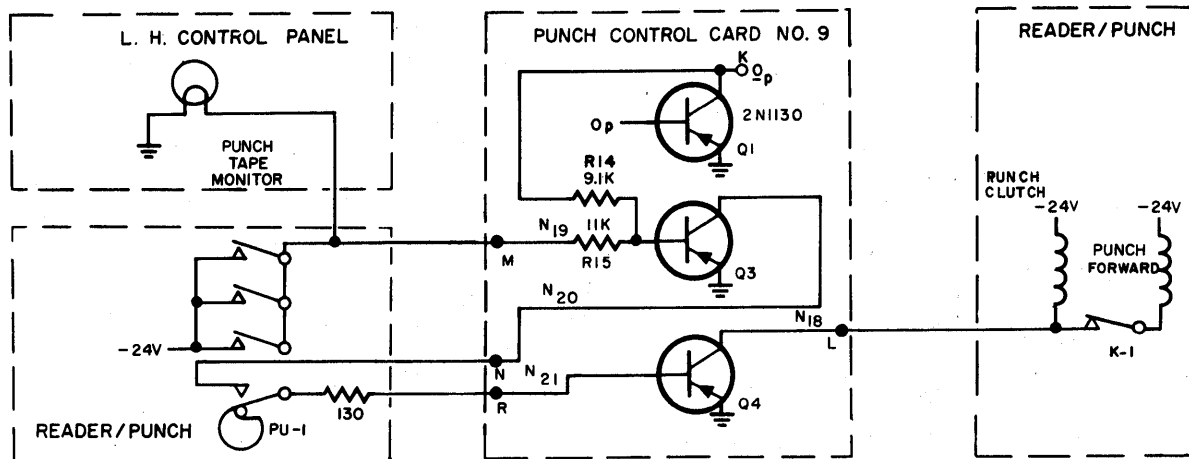 L. H. CONTROL PANEL
PUNCH
TAPE
MONITOR
PUNCH CONTROL CARD NO. 9
K
Op
2N1130
Op
Q1
R14
9.1K
N19
11K
M
R15
Q3
N20
N18
L
-24V
N
N21
R
130
PU-1
Q4
READER/PUNCH
READER/PUNCH
RUNCH
CLUTCH
-24V
-24V
PUNCH
FORWARD
K-1